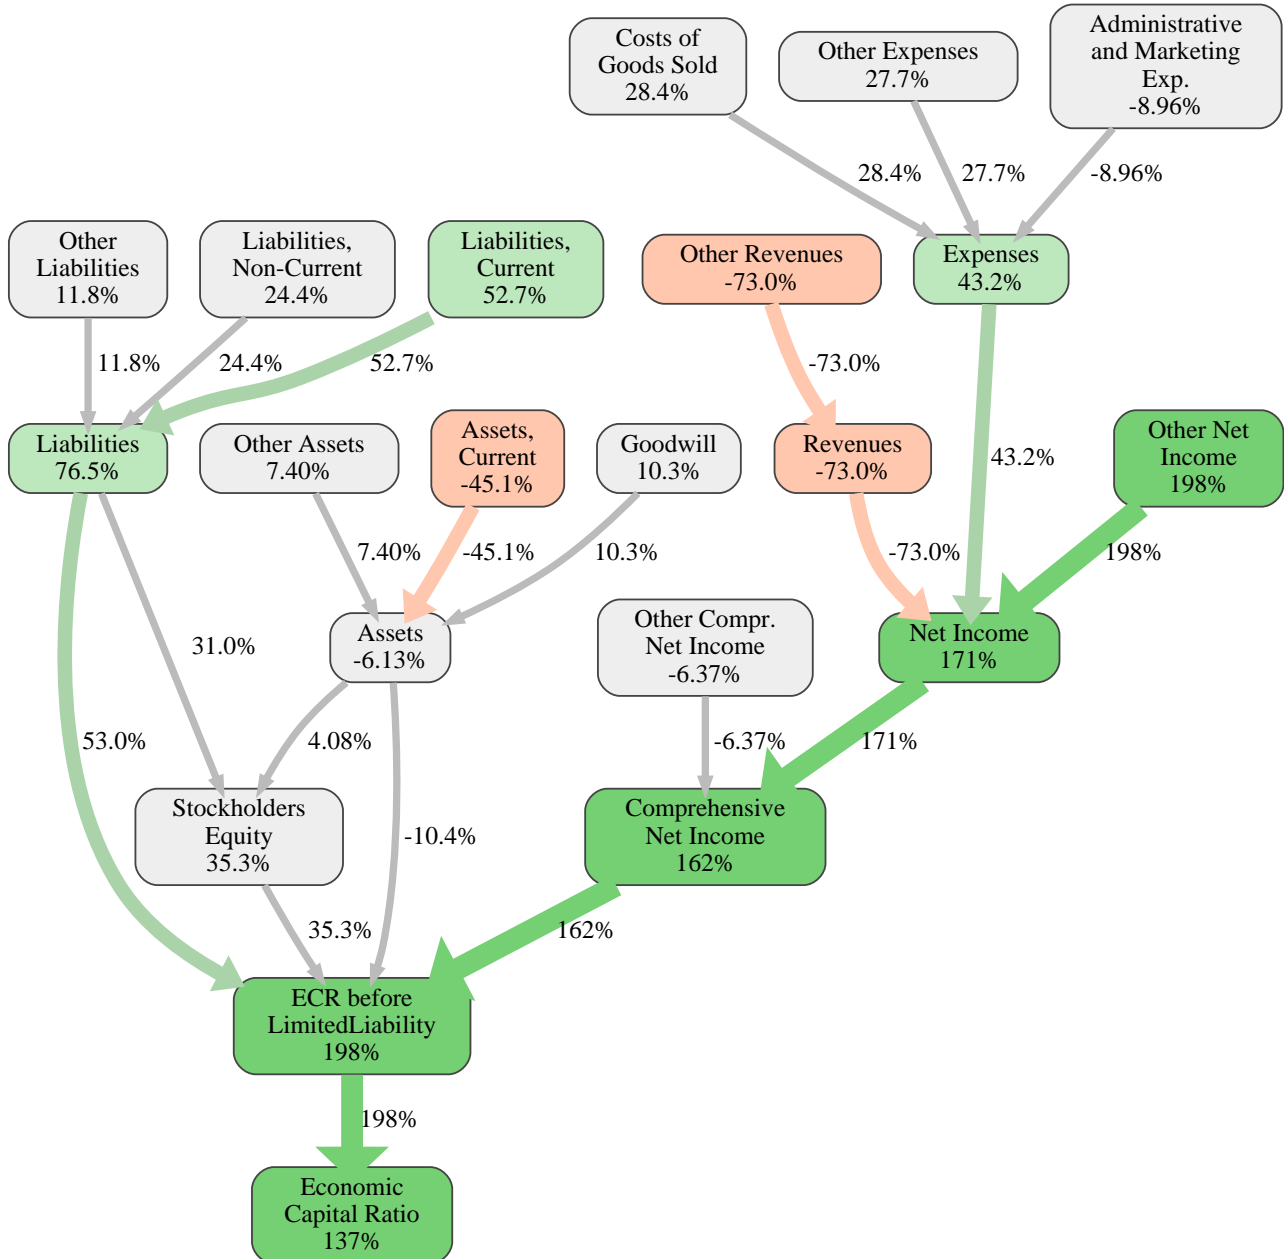 Costs of
Goods Sold
28.4%
Other Expenses
27.7%
Administrative
and Marketing
Exp.
-8.96%
28.4%
27.7%
-8.96%
Other
Liabilities
11.8%
Liabilities,
Non-Current
24.4%
Liabilities,
Current
52.7%
Other Revenues
-73.0%
Expenses
43.2%
11.8%
24.4%
52.7%
-73.0%
43.2%
Liabilities
76.5%
Other Assets
7.40%
Assets,
Current
-45.1%
Goodwill
10.3%
Revenues
-73.0%
Other Net
Income
198%
7.40%
-45.1%
10.3%
-73.0%
198%
31.0%
Assets
-6.13%
Other Compr.
Net Income
-6.37%
Net Income
171%
53.0%
4.08%
-10.4%
-6.37%
171%
Stockholders
Equity
35.3%
Comprehensive
Net Income
162%
35.3%
162%
ECR before
LimitedLiability
198%
198%
Economic
Capital Ratio
137%